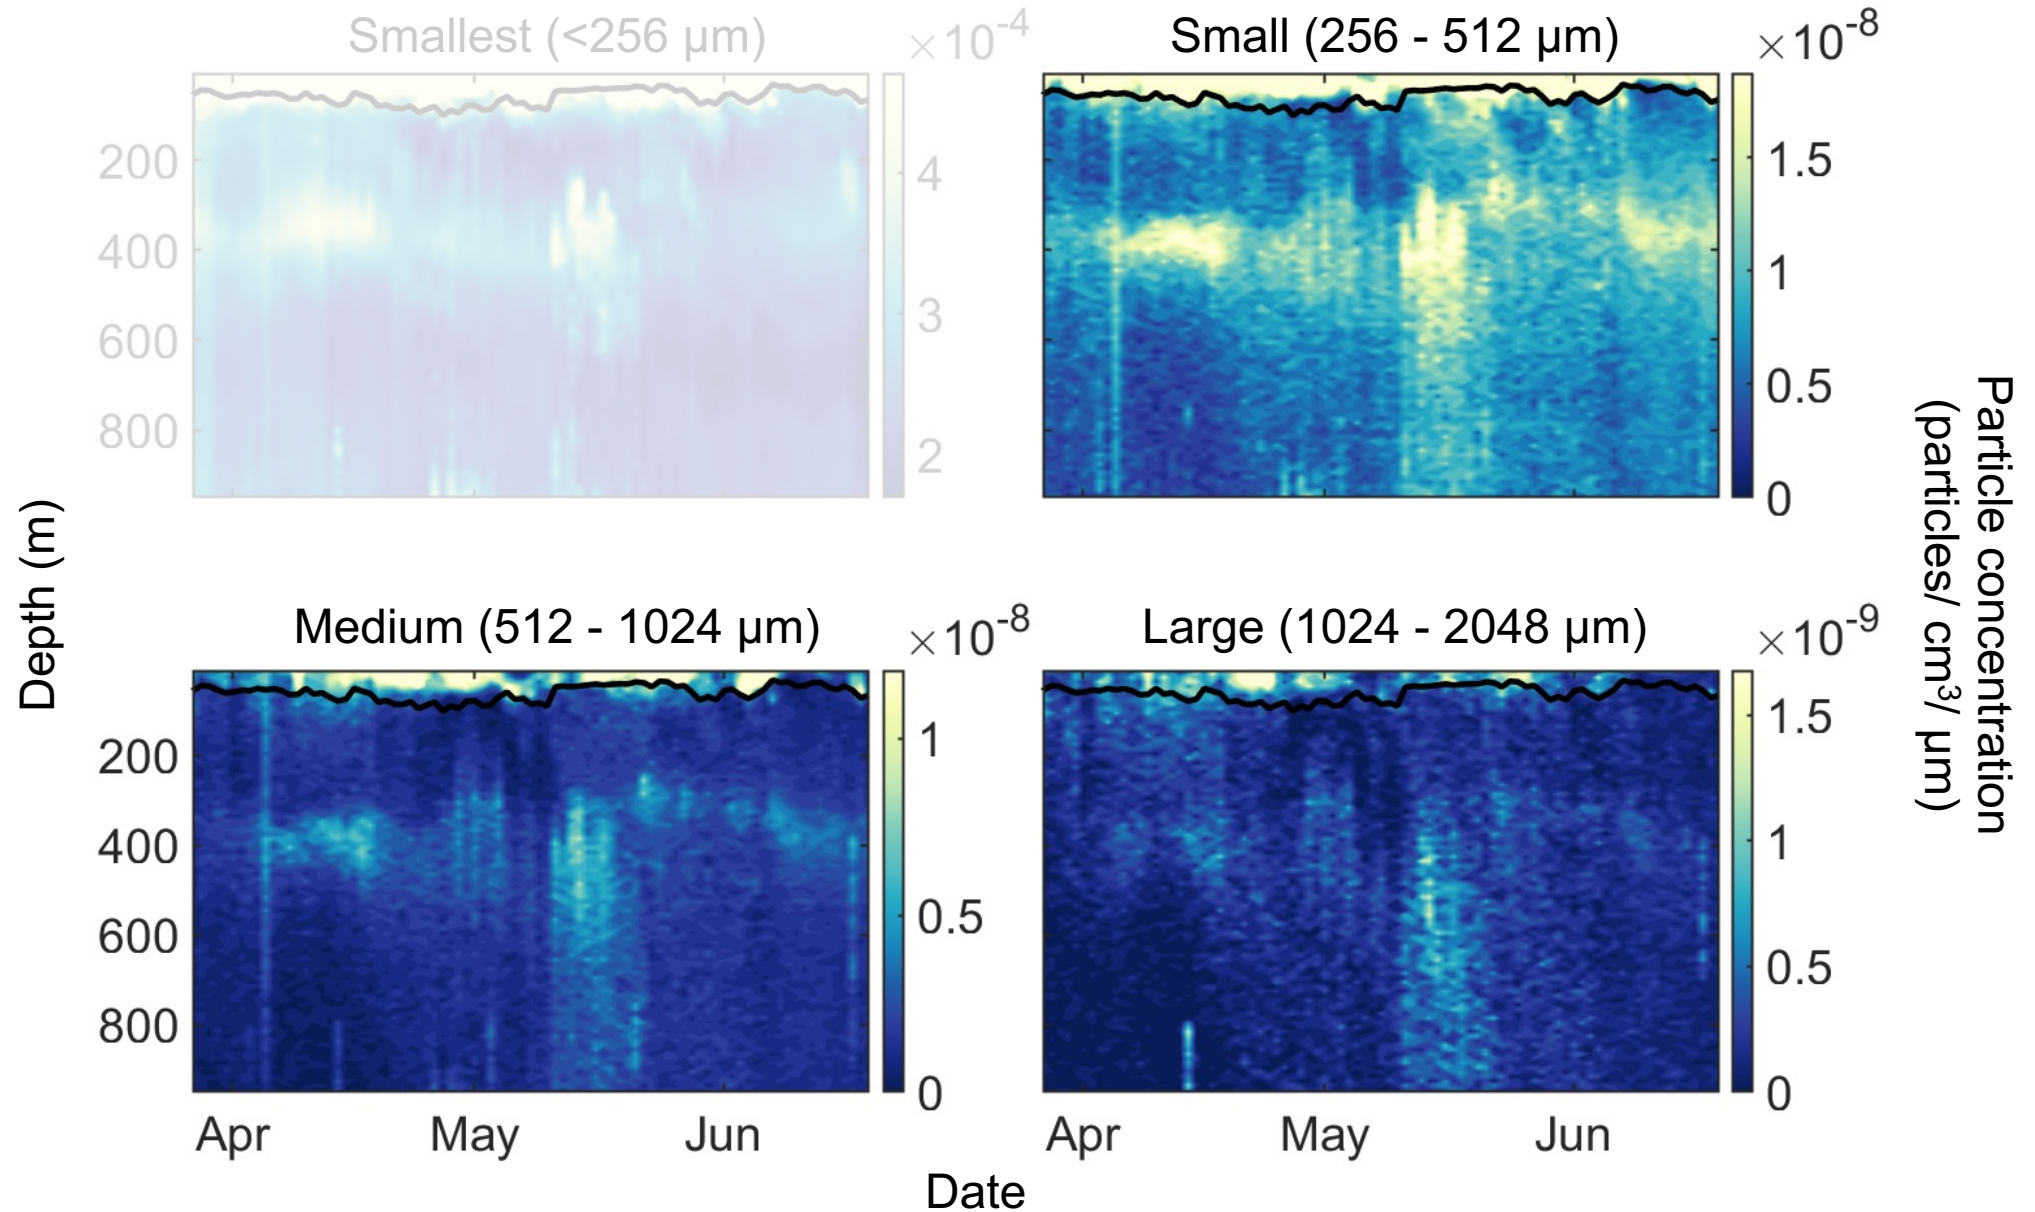 Smallest (<256 µm)
×10-4
Small (256 - 512 µm)
×10-8
200
400
600
800
4
3
2
1.5
1
0.5
0
Medium (512 - 1024 µm)
×10-8
Large (1024 - 2048 µm)
×10-9
200
400
600
800
1
0.5
0
1.5
1
0.5
0
Apr
May
Jun
Apr
May
Jun
Date
Depth (m)
Particle concentration
(particles/ cm3/ µm)